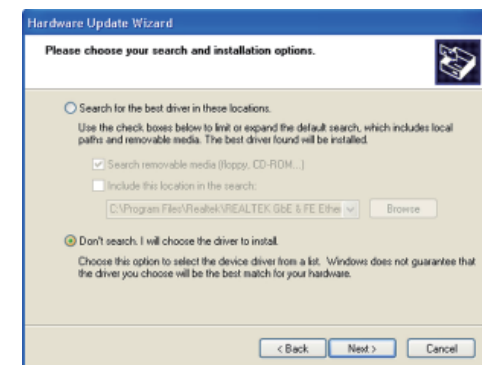 Hardware Update Wizard
Please choose your search and installation options.
Search for the best driver in these locations.
Use the check boxes below to limit or expand the default search, which includes local
paths and removable media. The best driver found will be installed.
Search removable media (floppy, CD-ROM...)
Include this location in the search:
C:\Program Files\Realtek\REALTEK GbE & FE Ether
Browse
Don't search. I will choose the driver to install.
Choose this option to select the device driver from a list. Windows does not guarantee that
the driver you choose will be the best match for your hardware.
< Back Next > Cancel